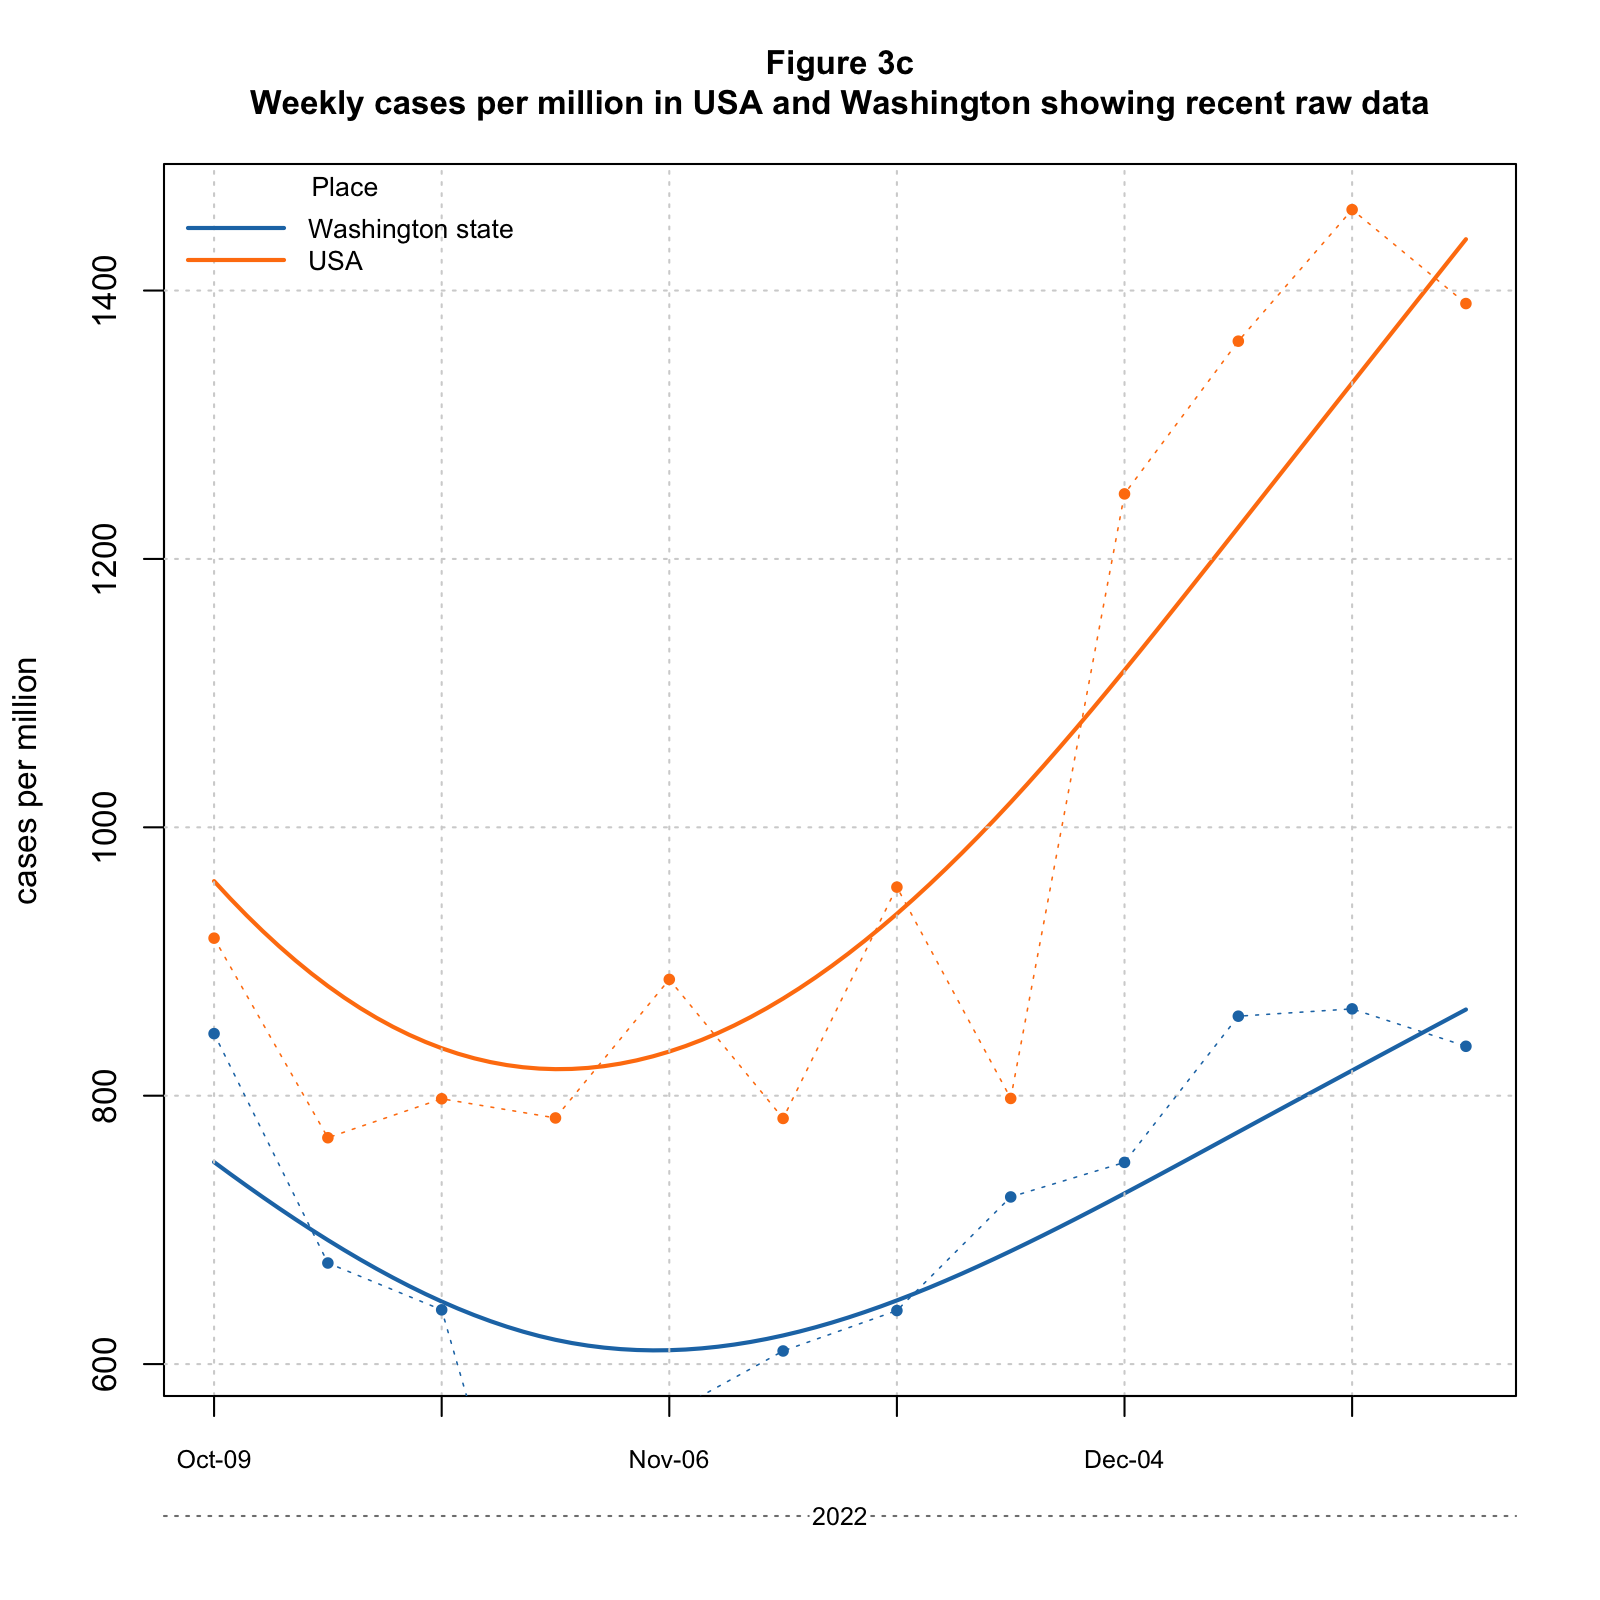 Figure 3c
Weekly cases per million in USA and Washington showing recent raw data
Place
Washington state
USA
cases per million
1400
1200
1000
800
600
Oct-09
Nov-06
Dec-04
2022